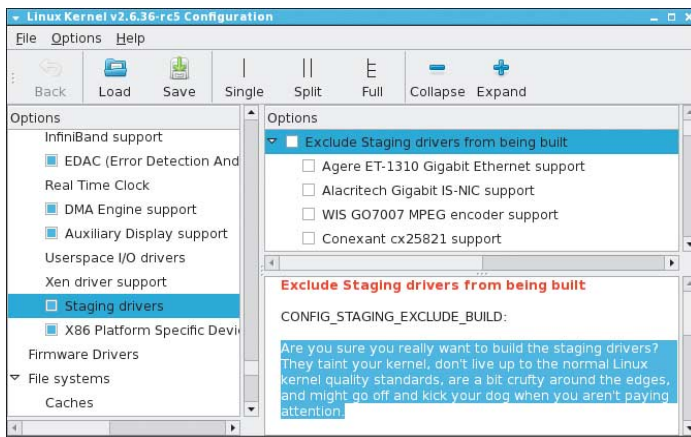 Linux Kernel v2.6.36-rc5 Configuration
File Options Help
Back Load Save Single Split Full Collapse Expand
Options
InfiniBand support
EDAC (Error Detection And
Real Time Clock
DMA Engine support
Auxiliary Display support
Userspace I/O drivers
Xen driver support
Staging drivers
X86 Platform Specific Devi
Firmware Drivers
File systems
Caches
Options
Exclude Staging drivers from being built
Agere ET-1310 Gigabit Ethernet support
Alacritech Gigabit IS-NIC support
WIS GO7007 MPEG encoder support
Conexant cx25821 support
Exclude Staging drivers from being built
CONFIG_STAGING_EXCLUDE_BUILD:
Are you sure you really want to build the staging drivers?
They taint your kernel, don't live up to the normal Linux
kernel quality standards, are a bit crufty around the edges,
and might go off and kick your dog when you aren't paying
attention.